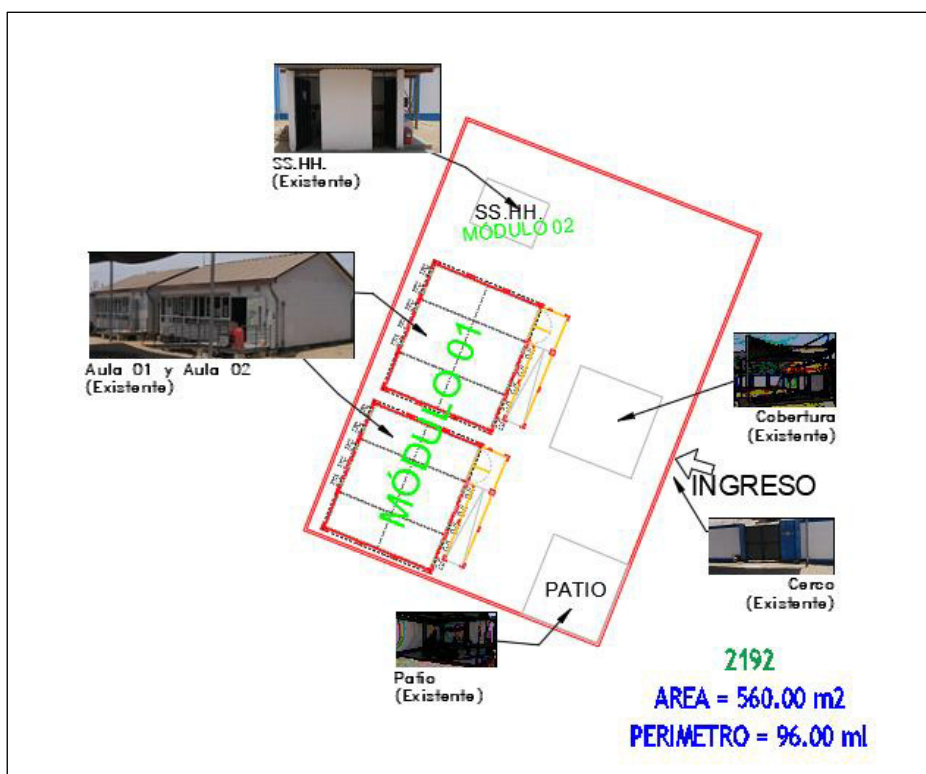 SS.HH.
(Existente)
SS.HH.
MÓDULO 02
Aula 01 y Aula 02
(Existente)
MÓDULO 01
Cobertura
(Existente)
INGRESO
Cerco
(Existente)
PATIO
Patio
(Existente)
2192
AREA = 560.00 m2
PERIMETRO = 96.00 ml